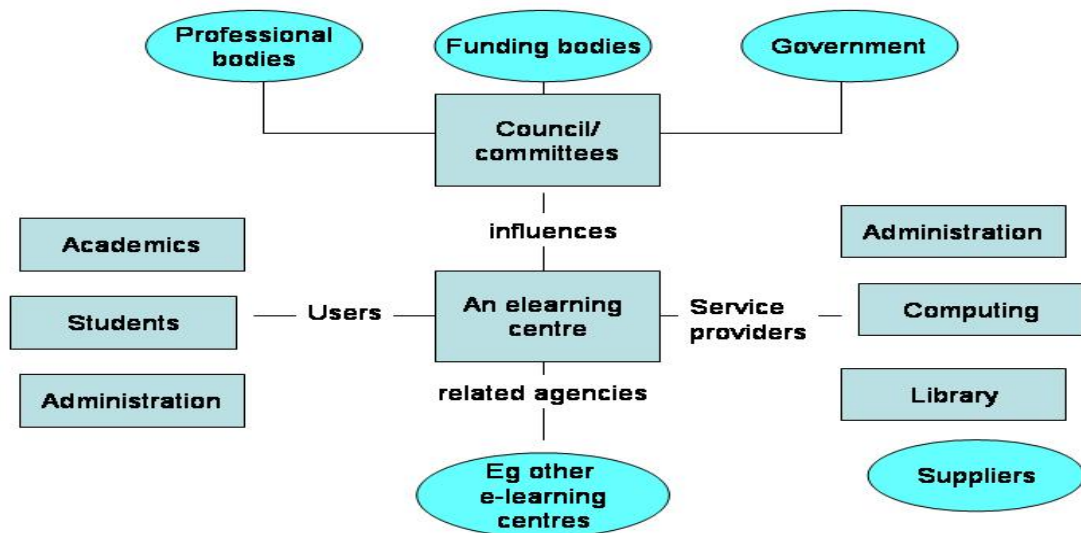 Professional
bodies
Funding bodies
Government
Council/
committees
influences
Academics
Students
Administration
Users
An elearning
centre
Service
providers
Administration
Computing
Library
Suppliers
related agencies
Eg other
e-learning
centres